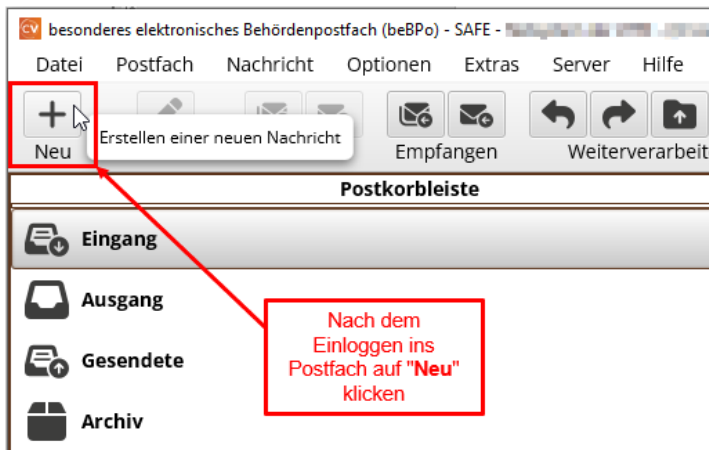 CV besonderes elektronisches Behördenpostfach (beBPo) - SAFE -
Datei Postfach Nachricht Optionen Extras Server Hilfe
Erstellen einer neuen Nachricht
Neu Empfangen Weiterverarbeit
Postkorbleiste
Eingang
Ausgang
Gesendete
Archiv
Nach dem
Einloggen ins
Postfach auf "Neu"
klicken